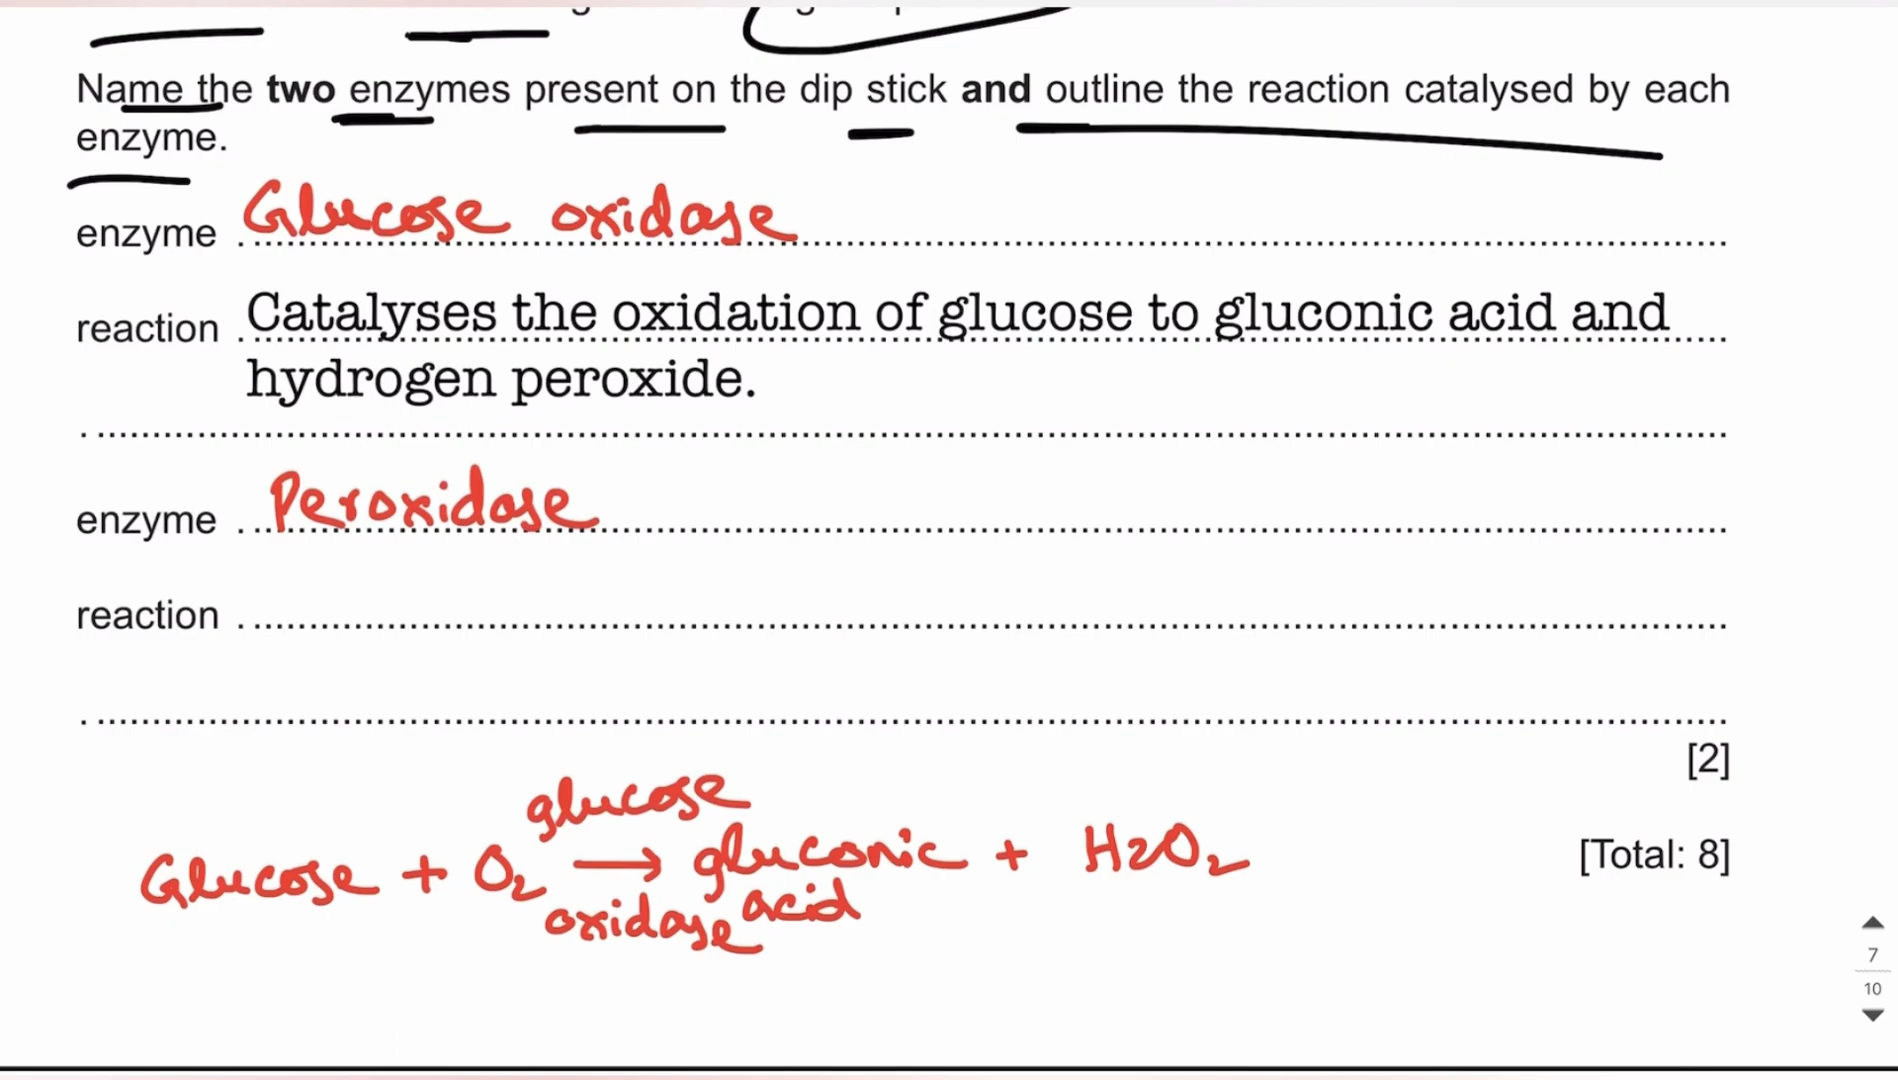 Name the two enzymes present on the dip stick and outline the reaction catalysed by each
enzyme.
enzyme Glucose oxidase
reaction Catalyses the oxidation of glucose to gluconic acid and
hydrogen peroxide.
enzyme Peroxidase
reaction
[2]
glucose
Glucose + O2 → gluconic + H2O2
oxidase acid
[Total: 8]
7
10